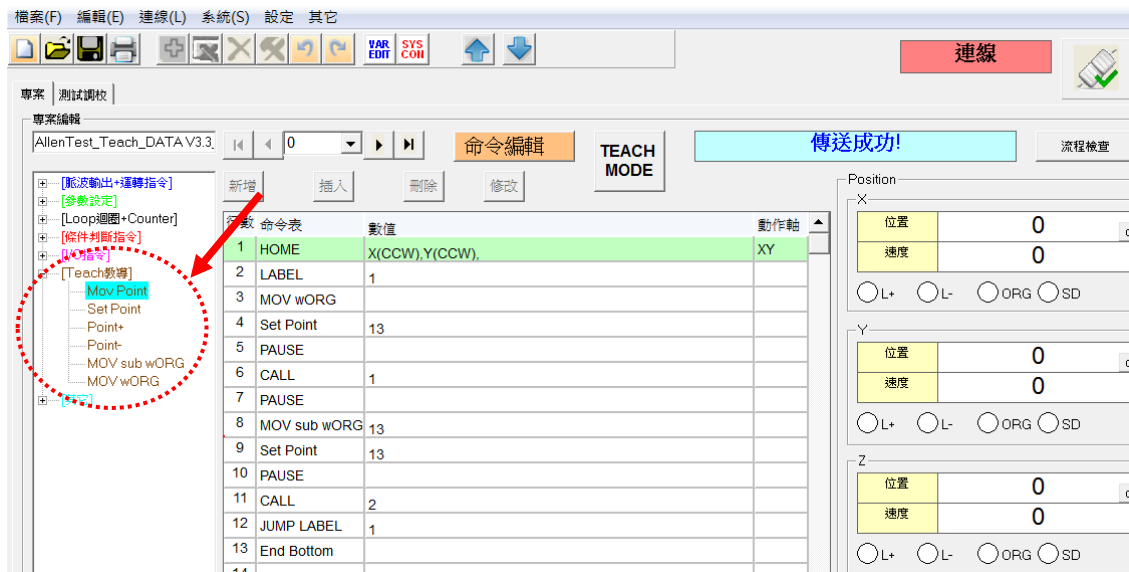 檔案(F) 編輯(E) 連線(L) 系統(S) 設定 其它
VAR EDIT SYS CON
連線
專案 測試調校
專案編輯
AllenTest_Teach_DATA V3.3_
0
命令編輯
TEACH MODE
傳送成功!
流程檢查
新增 插入 刪除 修改
[脈波輸出+運轉指令]
[參數設定]
[Loop迴圈+Counter]
[條件判斷指令]
[I/O指令]
[Teach教導]
Mov Point
Set Point
Point+
Point-
MOV sub wORG
MOV wORG
[其它]
行數 命令表 數值 動作軸
1 HOME X(CCW),Y(CCW), XY
2 LABEL 1
3 MOV wORG
4 Set Point 13
5 PAUSE
6 CALL 1
7 PAUSE
8 MOV sub wORG 13
9 Set Point 13
10 PAUSE
11 CALL 2
12 JUMP LABEL 1
13 End Bottom
Position
X
位置 0
速度 0
L+ L- ORG SD
Y
位置 0
速度 0
L+ L- ORG SD
Z
位置 0
速度 0
L+ L- ORG SD